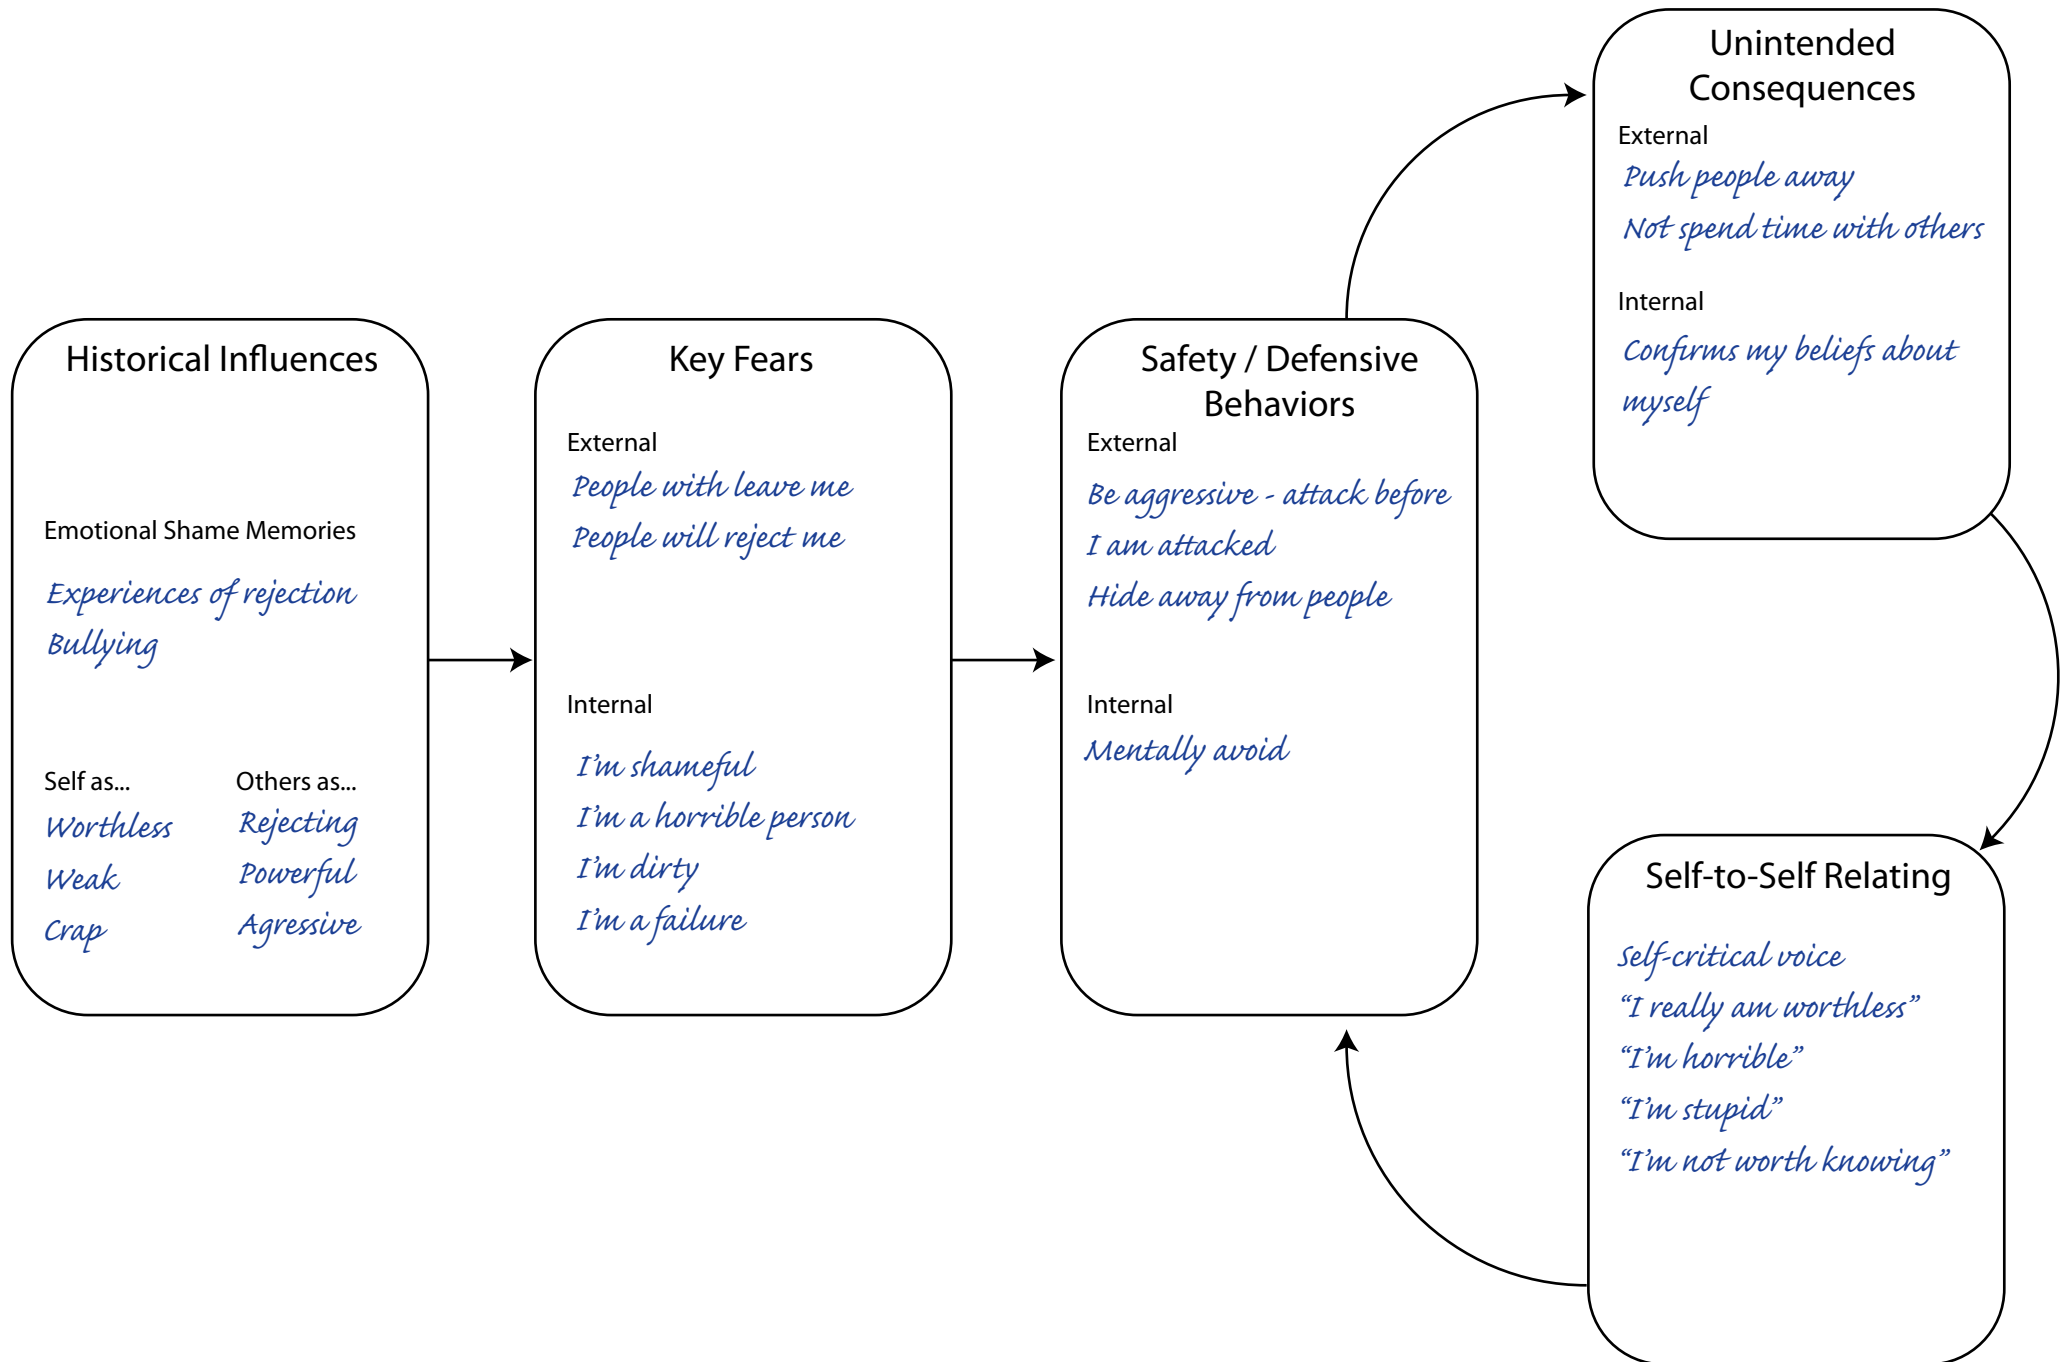 Historical Influences
Emotional Shame Memories
Experiences of rejection
Bullying
Self as...
Worthless
Weak
Crap
Others as...
Rejecting
Powerful
Agressive
Key Fears
External
People with leave me
People will reject me
Internal
I'm shameful
I'm a horrible person
I'm dirty
I'm a failure
Safety / Defensive
Behaviors
External
Be aggressive - attack before
I am attacked
Hide away from people
Internal
Mentally avoid
Unintended
Consequences
External
Push people away
Not spend time with others
Internal
Confirms my beliefs about
myself
Self-to-Self Relating
Self-critical voice
“I really am worthless”
“I'm horrible”
“I'm stupid”
“I'm not worth knowing”